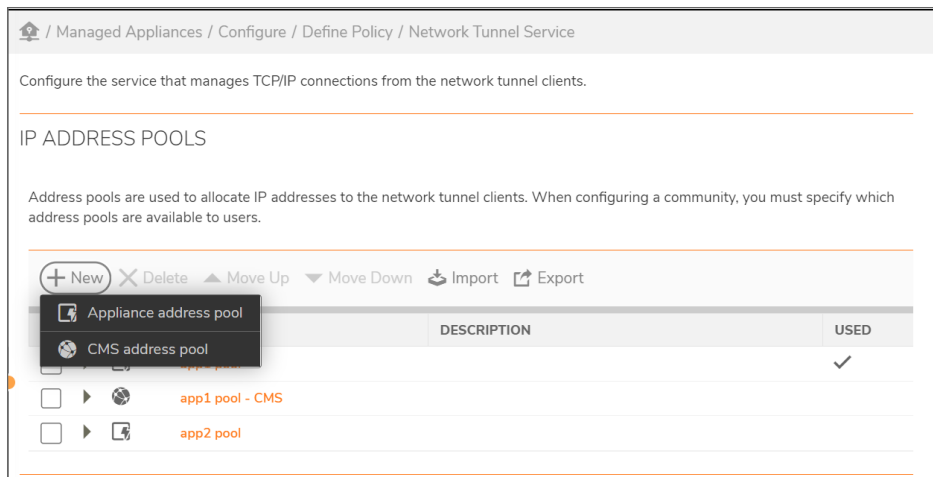 / Managed Appliances / Configure / Define Policy / Network Tunnel Service
Configure the service that manages TCP/IP connections from the network tunnel clients.
IP ADDRESS POOLS
Address pools are used to allocate IP addresses to the network tunnel clients. When configuring a community, you must specify which
address pools are available to users.
New Delete Move Up Move Down Import Export
Appliance address pool
DESCRIPTION USED
CMS address pool
app1 pool - CMS
app2 pool